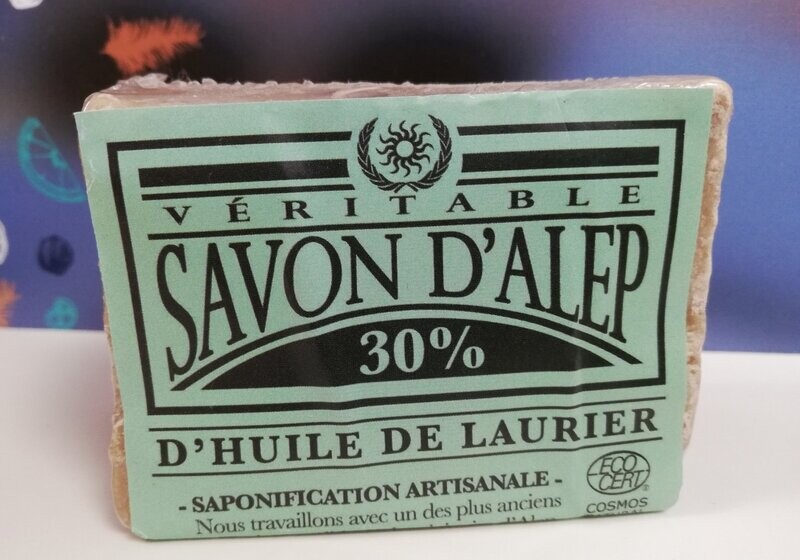 VÉRITABLE
SAVON D'ALEP
30%
D'HUILE DE LAURIER
- SAPONIFICATION ARTISANALE -
Nous travaillons avec un des plus anciens
ECO
CERT
COSMOS